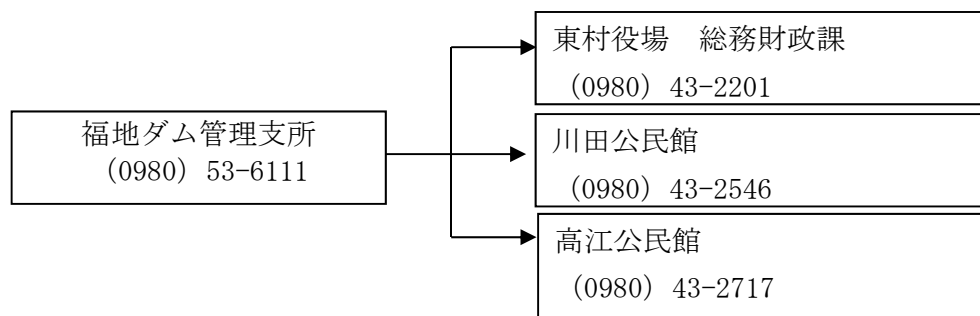 福地ダム管理支所
(0980) 53-6111
東村役場　総務財政課
(0980) 43-2201
川田公民館
(0980) 43-2546
高江公民館
(0980) 43-2717